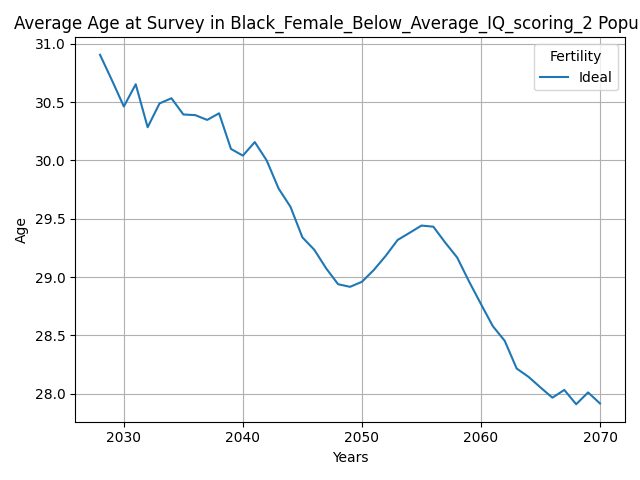 Average Age at Survey in Black_Female_Below_Average_IQ_scoring_2 Popu
31.0
30.5
30.0
29.5
29.0
28.5
28.0
Age
Fertility
Ideal
2030 2040 2050 2060 2070
Years